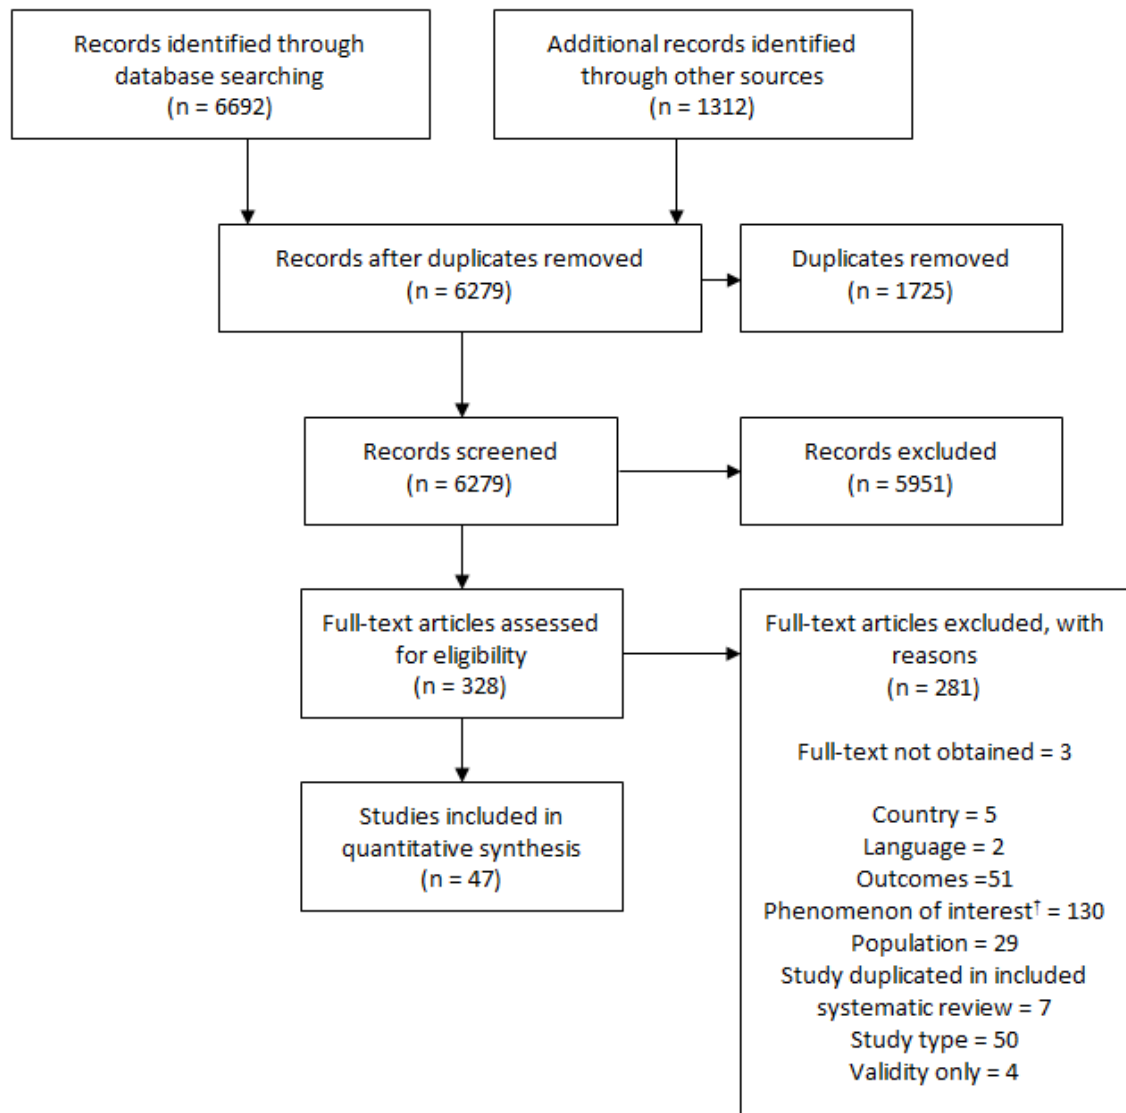 Records identified through
database searching
(n = 6692)
Additional records identified
through other sources
(n = 1312)
Records after duplicates removed
(n = 6279)
Duplicates removed
(n = 1725)
Records screened
(n = 6279)
Records excluded
(n = 5951)
Full-text articles assessed
for eligibility
(n = 328)
Full-text articles excluded, with
reasons
(n = 281)
Full-text not obtained = 3
Country = 5
Language = 2
Outcomes =51
Phenomenon of interest† = 130
Population = 29
Study duplicated in included
systematic review = 7
Study type = 50
Validity only = 4
Studies included in
quantitative synthesis
(n = 47)